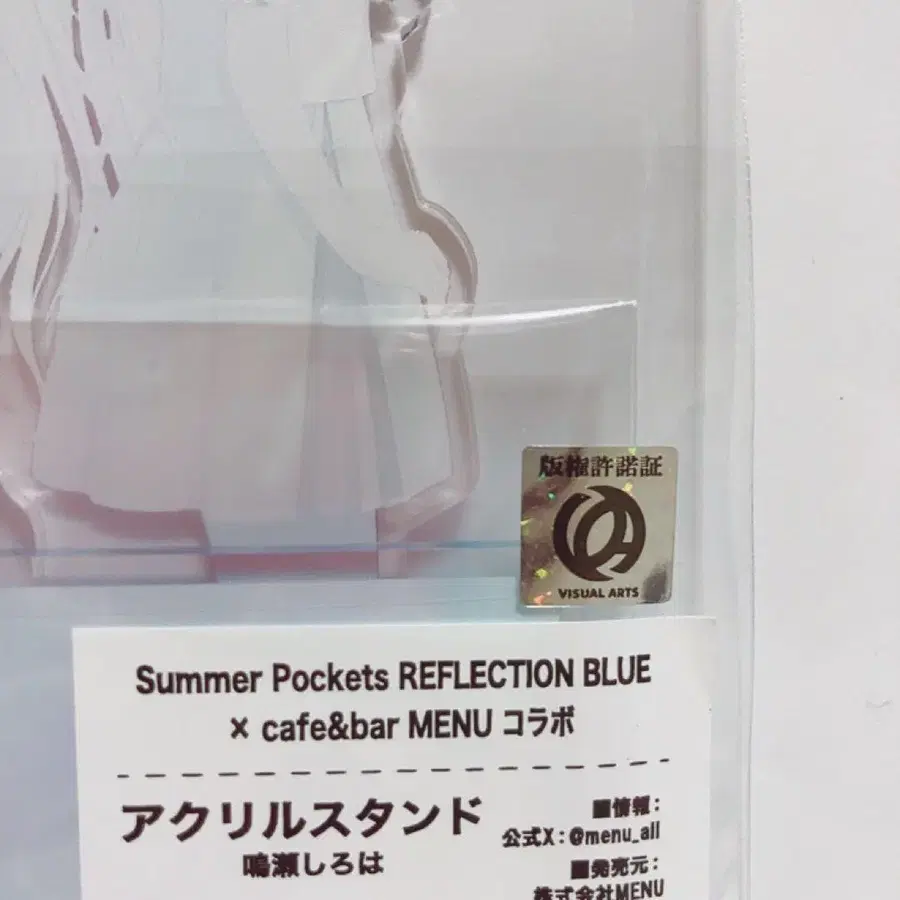 版権許諾証
VISUAL ARTS
Summer Pockets REFLECTION BLUE
× cafe&bar MENU コラボ
アクリルスタンド
鳴瀬しろは
■情報：
公式X：@menu_all
■発売元：
株式会社MENU